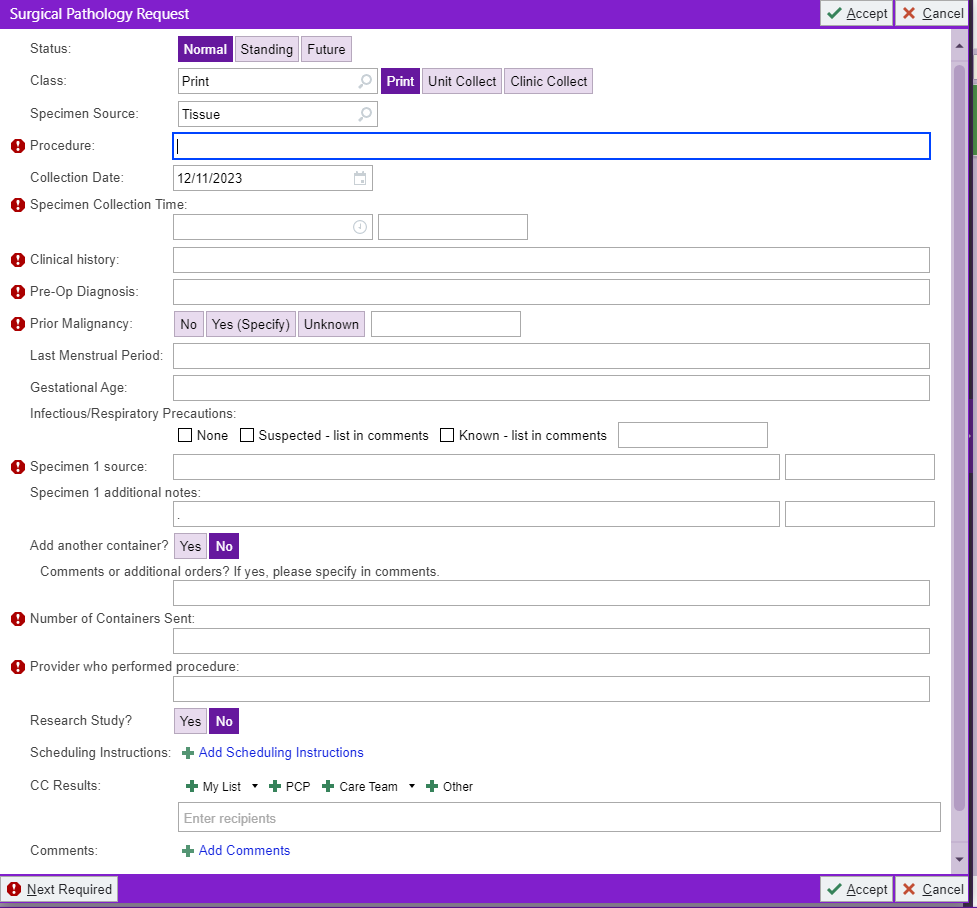 Surgical Pathology Request Accept Cancel
Status: Normal Standing Future
Class: Print Print Unit Collect Clinic Collect
Specimen Source: Tissue
Procedure:
Collection Date: 12/11/2023
Specimen Collection Time:
Clinical history:
Pre-Op Diagnosis:
Prior Malignancy: No Yes (Specify) Unknown
Last Menstrual Period:
Gestational Age:
Infectious/Respiratory Precautions:
None Suspected - list in comments Known - list in comments
Specimen 1 source:
Specimen 1 additional notes:
.
Add another container? Yes No
Comments or additional orders? If yes, please specify in comments.
Number of Containers Sent:
Provider who performed procedure:
Research Study? Yes No
Scheduling Instructions: Add Scheduling Instructions
CC Results: My List PCP Care Team Other
Enter recipients
Comments: Add Comments
Next Required Accept Cancel